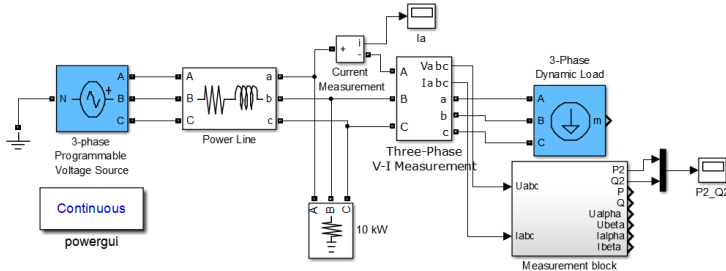 N
A
B
C
3-phase
Programmable
Voltage Source
A
B
C
a
b
c
Power Line
+
i
-
Current
Measurement
Ia
A
B
C
Vabc
Iabc
a
b
c
Three-Phase
V-I Measurement
3-Phase
Dynamic Load
A
B
C
m
A
B
C
10 kW
Continuous
powergui
Uabc
Iabc
P2
Q2
P
Q
Ualpha
Ubeta
Ialpha
Ibeta
Measurement block
P2_Q2